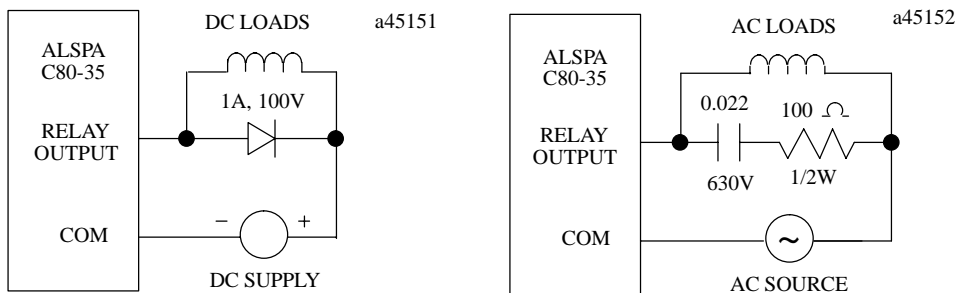 DC LOADS
a45151
ALSPA
C80-35
1A, 100V
RELAY
OUTPUT
COM
− +
DC SUPPLY
AC LOADS
a45152
ALSPA
C80-35
0.022
100 Ω
RELAY
OUTPUT
630V
1/2W
COM
~
AC SOURCE